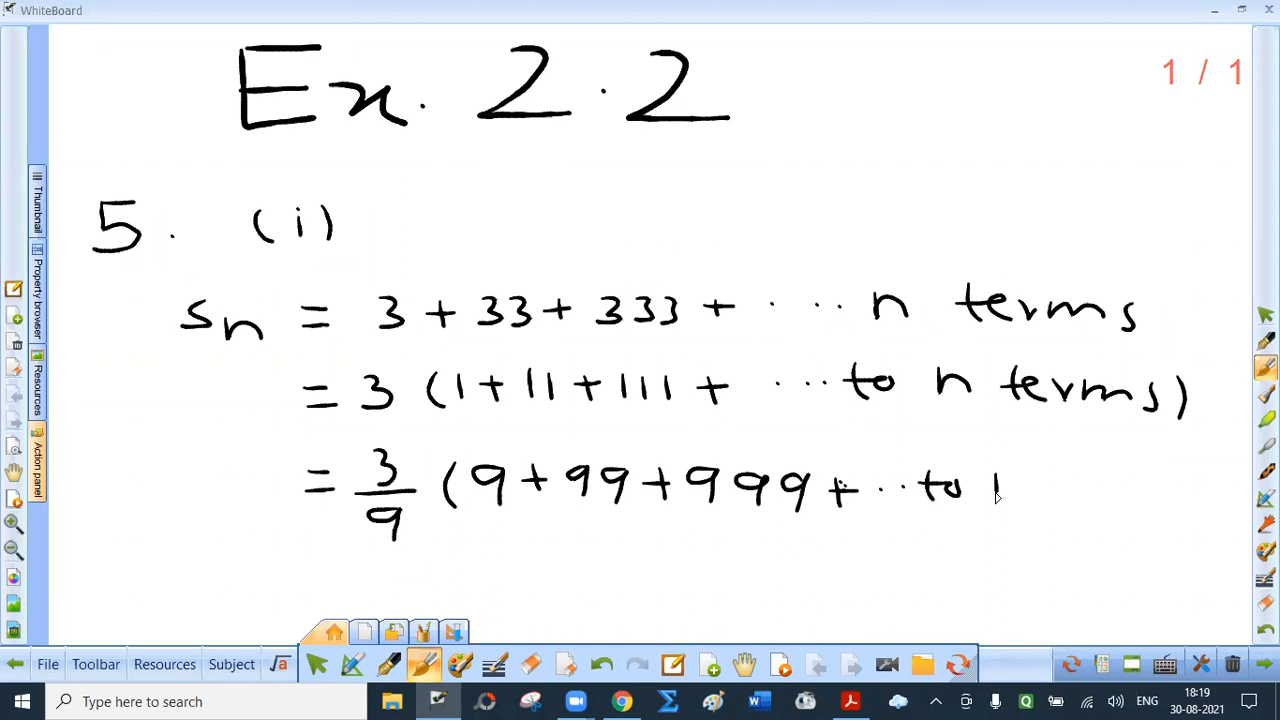 WhiteBoard
1 / 1
Ex. 2.2
5. (i)
Sn = 3 + 33 + 333 + ... n terms
= 3 (1 + 11 + 111 + ... to n terms)
= 3/9 (9 + 99 + 999 + .. to
Thumbnail
Property browser
Resources
Action panel
File Toolbar Resources Subject √a
Type here to search
ENG
18:19
30-08-2021